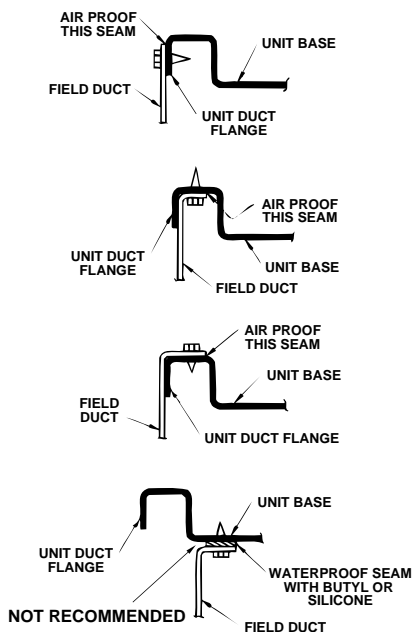 AIR PROOF
THIS SEAM
UNIT BASE
FIELD DUCT
UNIT DUCT
FLANGE
AIR PROOF
THIS SEAM
UNIT DUCT
FLANGE
UNIT BASE
FIELD DUCT
AIR PROOF
THIS SEAM
UNIT BASE
FIELD
DUCT
UNIT DUCT FLANGE
UNIT BASE
UNIT DUCT
FLANGE
WATERPROOF SEAM
WITH BUTYL OR
SILICONE
NOT RECOMMENDED
FIELD DUCT